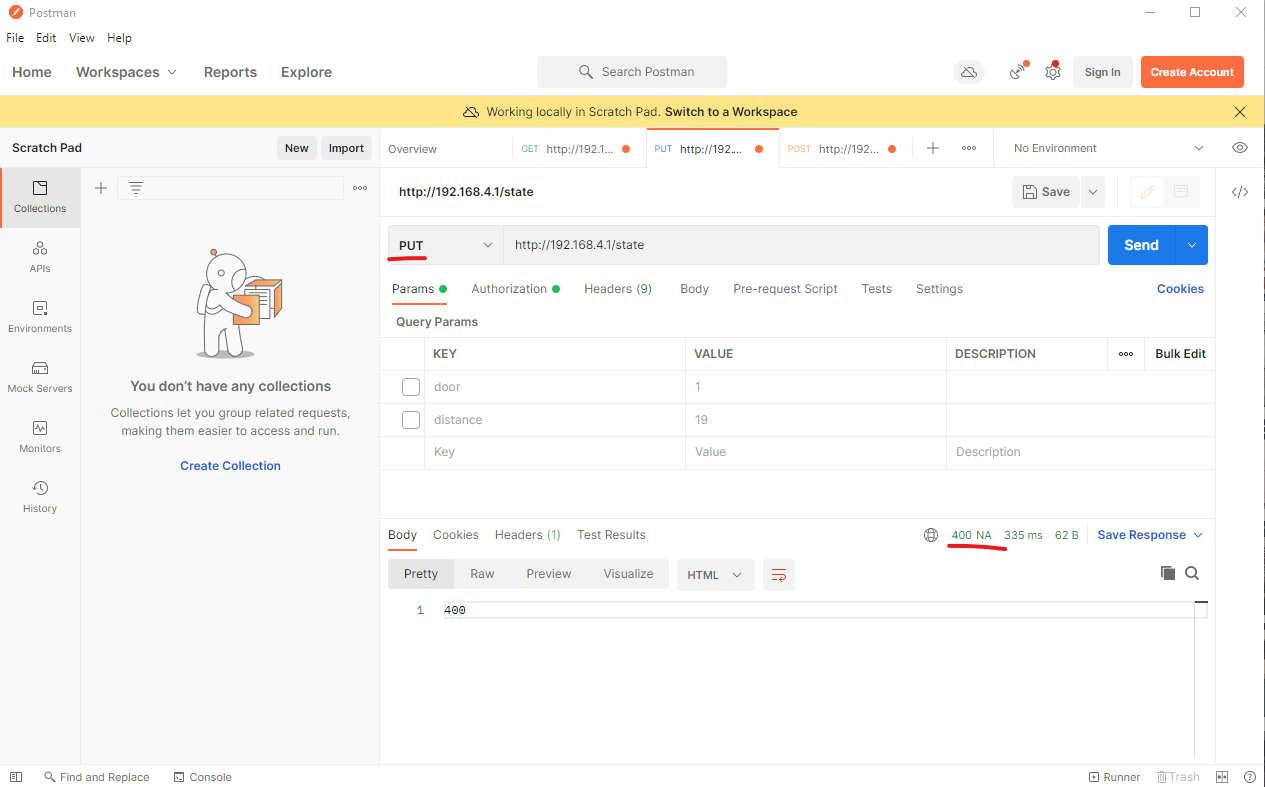 Postman
File Edit View Help
Home Workspaces Reports Explore Search Postman Sign In Create Account
Working locally in Scratch Pad. Switch to a Workspace
Scratch Pad New Import
Overview GET http://192.1... PUT http://192.... POST http://192... No Environment
Collections
APIs
Environments
Mock Servers
Monitors
History
You don't have any collections
Collections let you group related requests,
making them easier to access and run.
Create Collection
http://192.168.4.1/state Save
PUT http://192.168.4.1/state Send
Params Authorization Headers (9) Body Pre-request Script Tests Settings Cookies
Query Params
KEY VALUE DESCRIPTION Bulk Edit
door 1
distance 19
Key Value Description
Body Cookies Headers (1) Test Results 400 NA 335 ms 62 B Save Response
Pretty Raw Preview Visualize HTML
1 400
Find and Replace Console Runner Trash